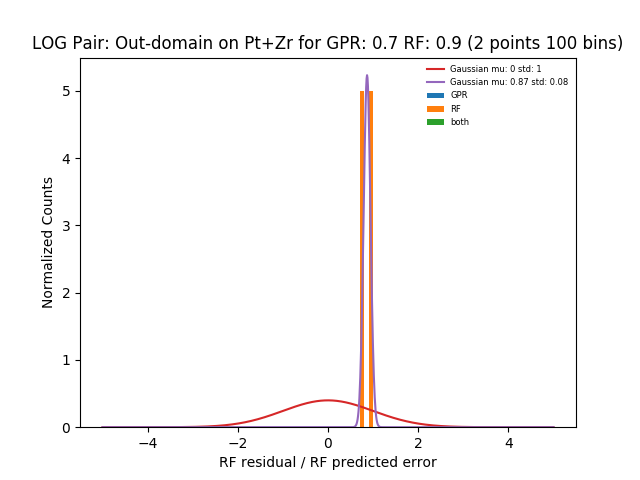 LOG Pair: Out-domain on Pt+Zr for GPR: 0.7 RF: 0.9 (2 points 100 bins)
Gaussian mu: 0 std: 1
Gaussian mu: 0.87 std: 0.08
GPR
RF
both
Normalized Counts
5
4
3
2
1
0
−4
−2
0
2
4
RF residual / RF predicted error